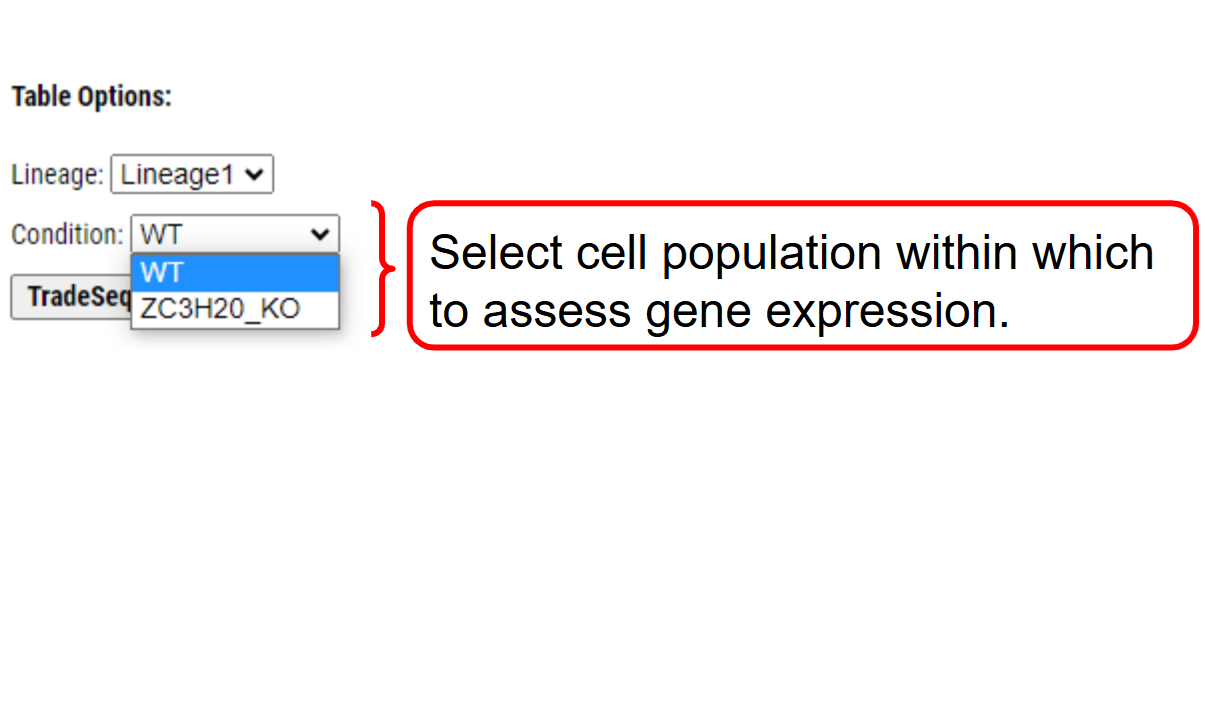 Table Options:
Lineage: Lineage1
Condition: WT
WT
ZC3H20_KO
TradeSeq
Select cell population within which
to assess gene expression.